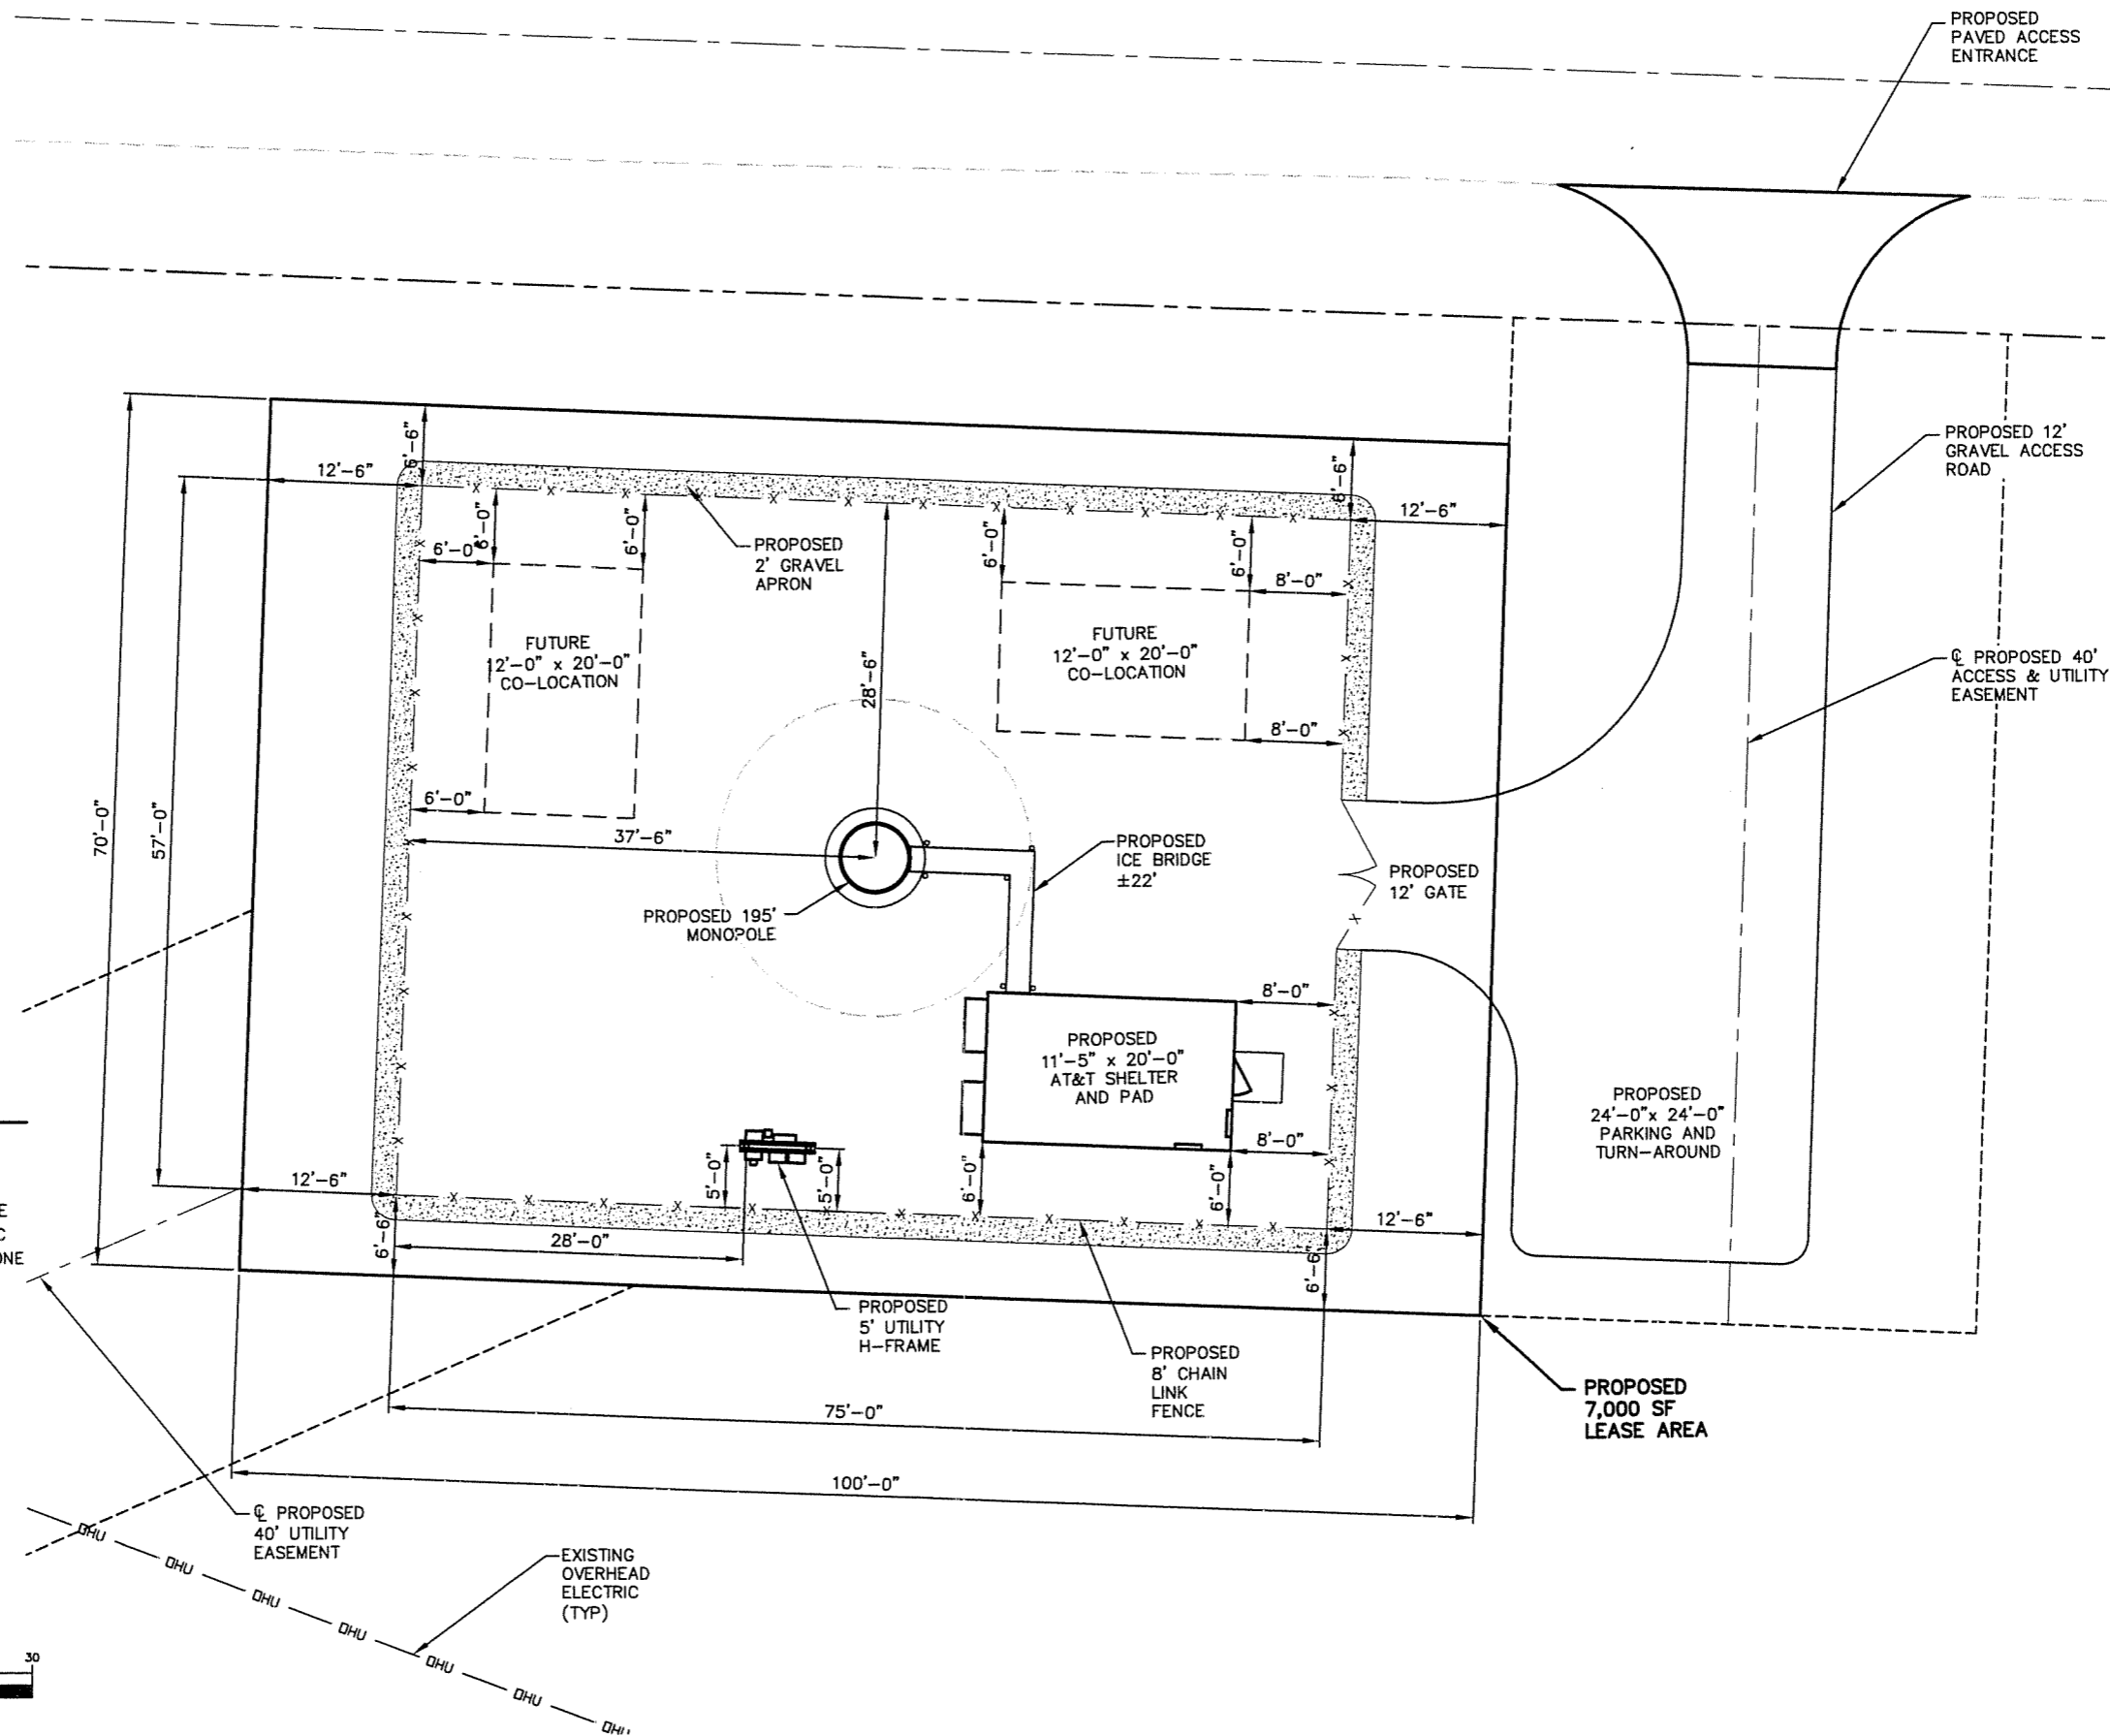 PROPOSED
PAVED ACCESS
ENTRANCE
6'-6"
6'-6"
12'-6"
12'-6"
PROPOSED 12'
GRAVEL ACCESS
ROAD
6'-0"
6'-0"
6'-0"
6'-0"
6'-0"
8'-0"
PROPOSED
2' GRAVEL
APRON
FUTURE
12'-0" x 20'-0"
CO-LOCATION
FUTURE
12'-0" x 20'-0"
CO-LOCATION
28'-6"
℄ PROPOSED 40'
ACCESS & UTILITY
EASEMENT
8'-0"
6'-0"
70'-0"
57'-0"
37'-6"
PROPOSED
ICE BRIDGE
±22'
PROPOSED
12' GATE
PROPOSED 195'
MONOPOLE
8'-0"
PROPOSED
11'-5" x 20'-0"
AT&T SHELTER
AND PAD
PROPOSED
24'-0"x 24'-0"
PARKING AND
TURN-AROUND
8'-0"
5'-0"
5'-0"
6'-0"
6'-0"
12'-6"
12'-6"
6'-6"
6'-6"
28'-0"
E
C
ONE
PROPOSED
5' UTILITY
H-FRAME
PROPOSED
8' CHAIN
LINK
FENCE
PROPOSED
7,000 SF
LEASE AREA
75'-0"
100'-0"
℄ PROPOSED
40' UTILITY
EASEMENT
EXISTING
OVERHEAD
ELECTRIC
(TYP)
OHU
OHU
OHU
OHU
OHU
OHU
OHU
30